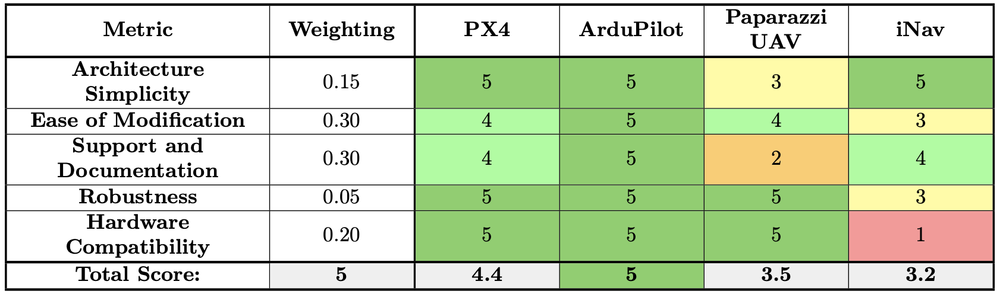 Metric Weighting PX4 ArduPilot Paparazzi UAV iNav
Architecture Simplicity 0.15 5 5 3 5
Ease of Modification 0.30 4 5 4 3
Support and Documentation 0.30 4 5 2 4
Robustness 0.05 5 5 5 3
Hardware Compatibility 0.20 5 5 5 1
Total Score: 5 4.4 5 3.5 3.2